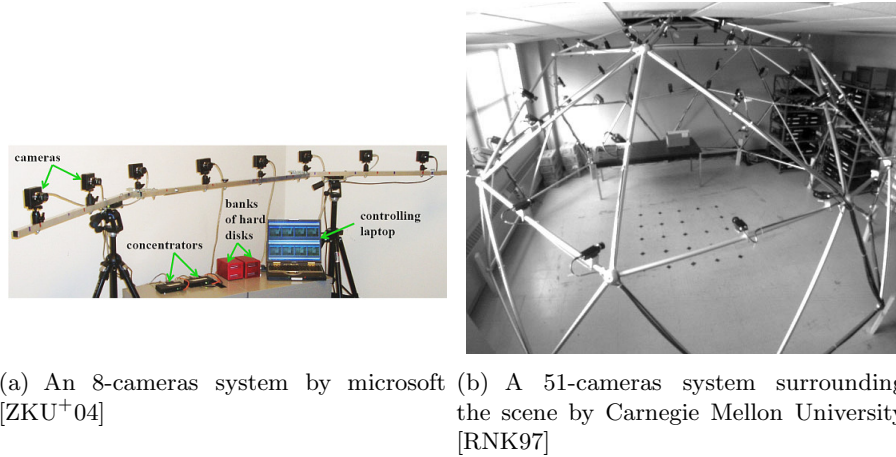 cameras
concentrators
banks
of hard
disks
controlling
laptop
(a) An 8-cameras system by microsoft
[ZKU+04]
(b) A 51-cameras system surrounding
the scene by Carnegie Mellon University
[RNK97]